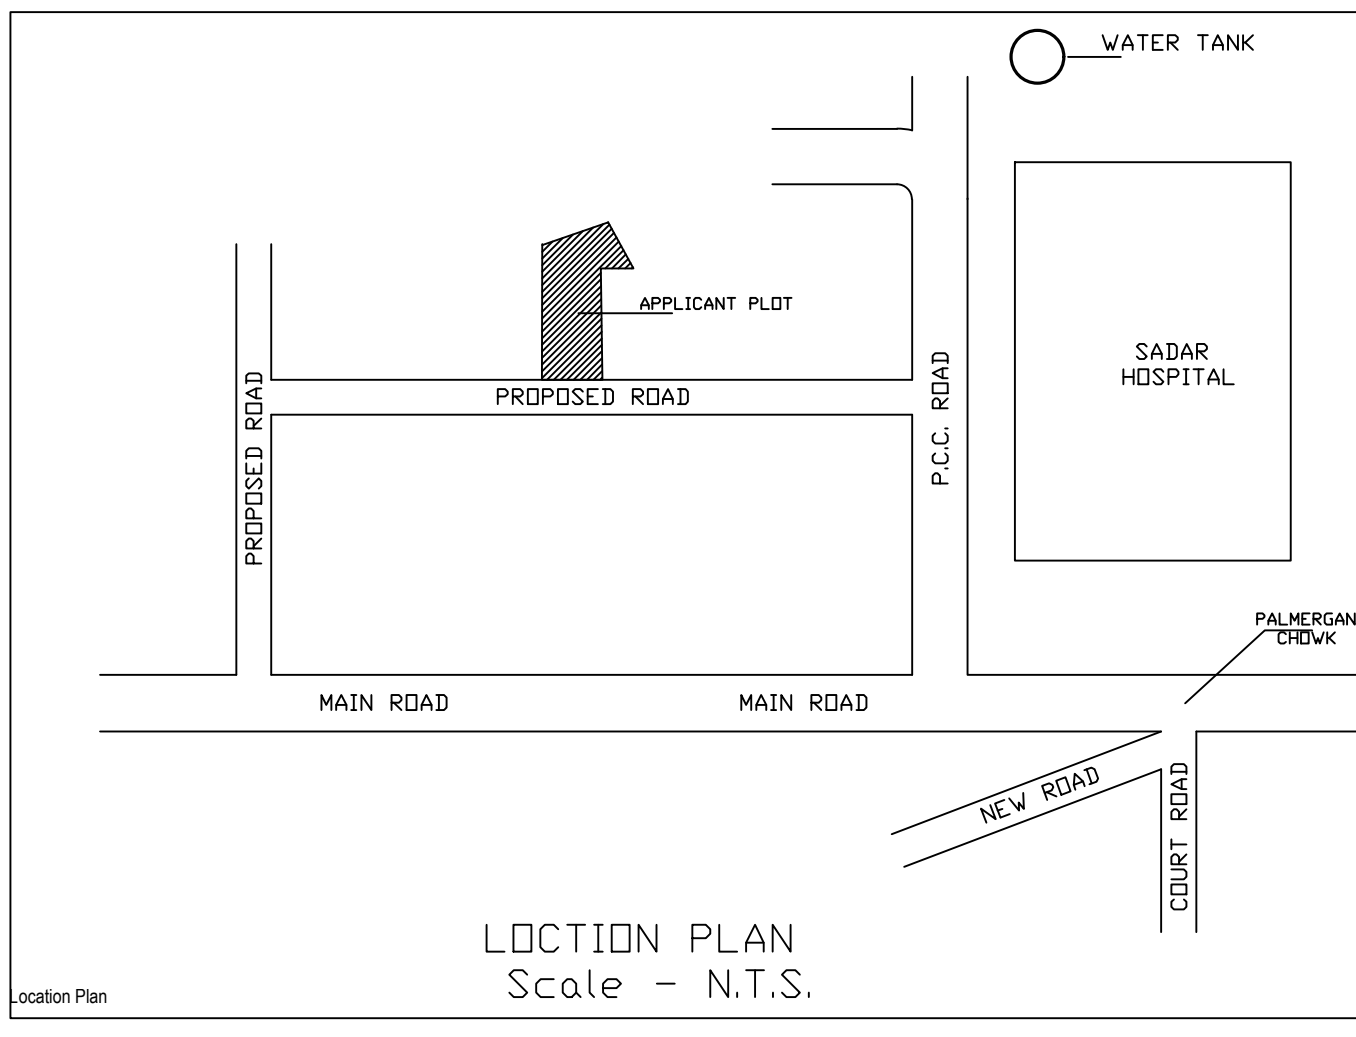 WATER TANK
APPLICANT PLOT
SADAR
HOSPITAL
PROPOSED ROAD
PROPOSED ROAD
P.C.C. ROAD
PALMERGAN
CHOWK
MAIN ROAD
MAIN ROAD
NEW ROAD
COURT ROAD
LOCTION PLAN
Scale - N.T.S.
Location Plan